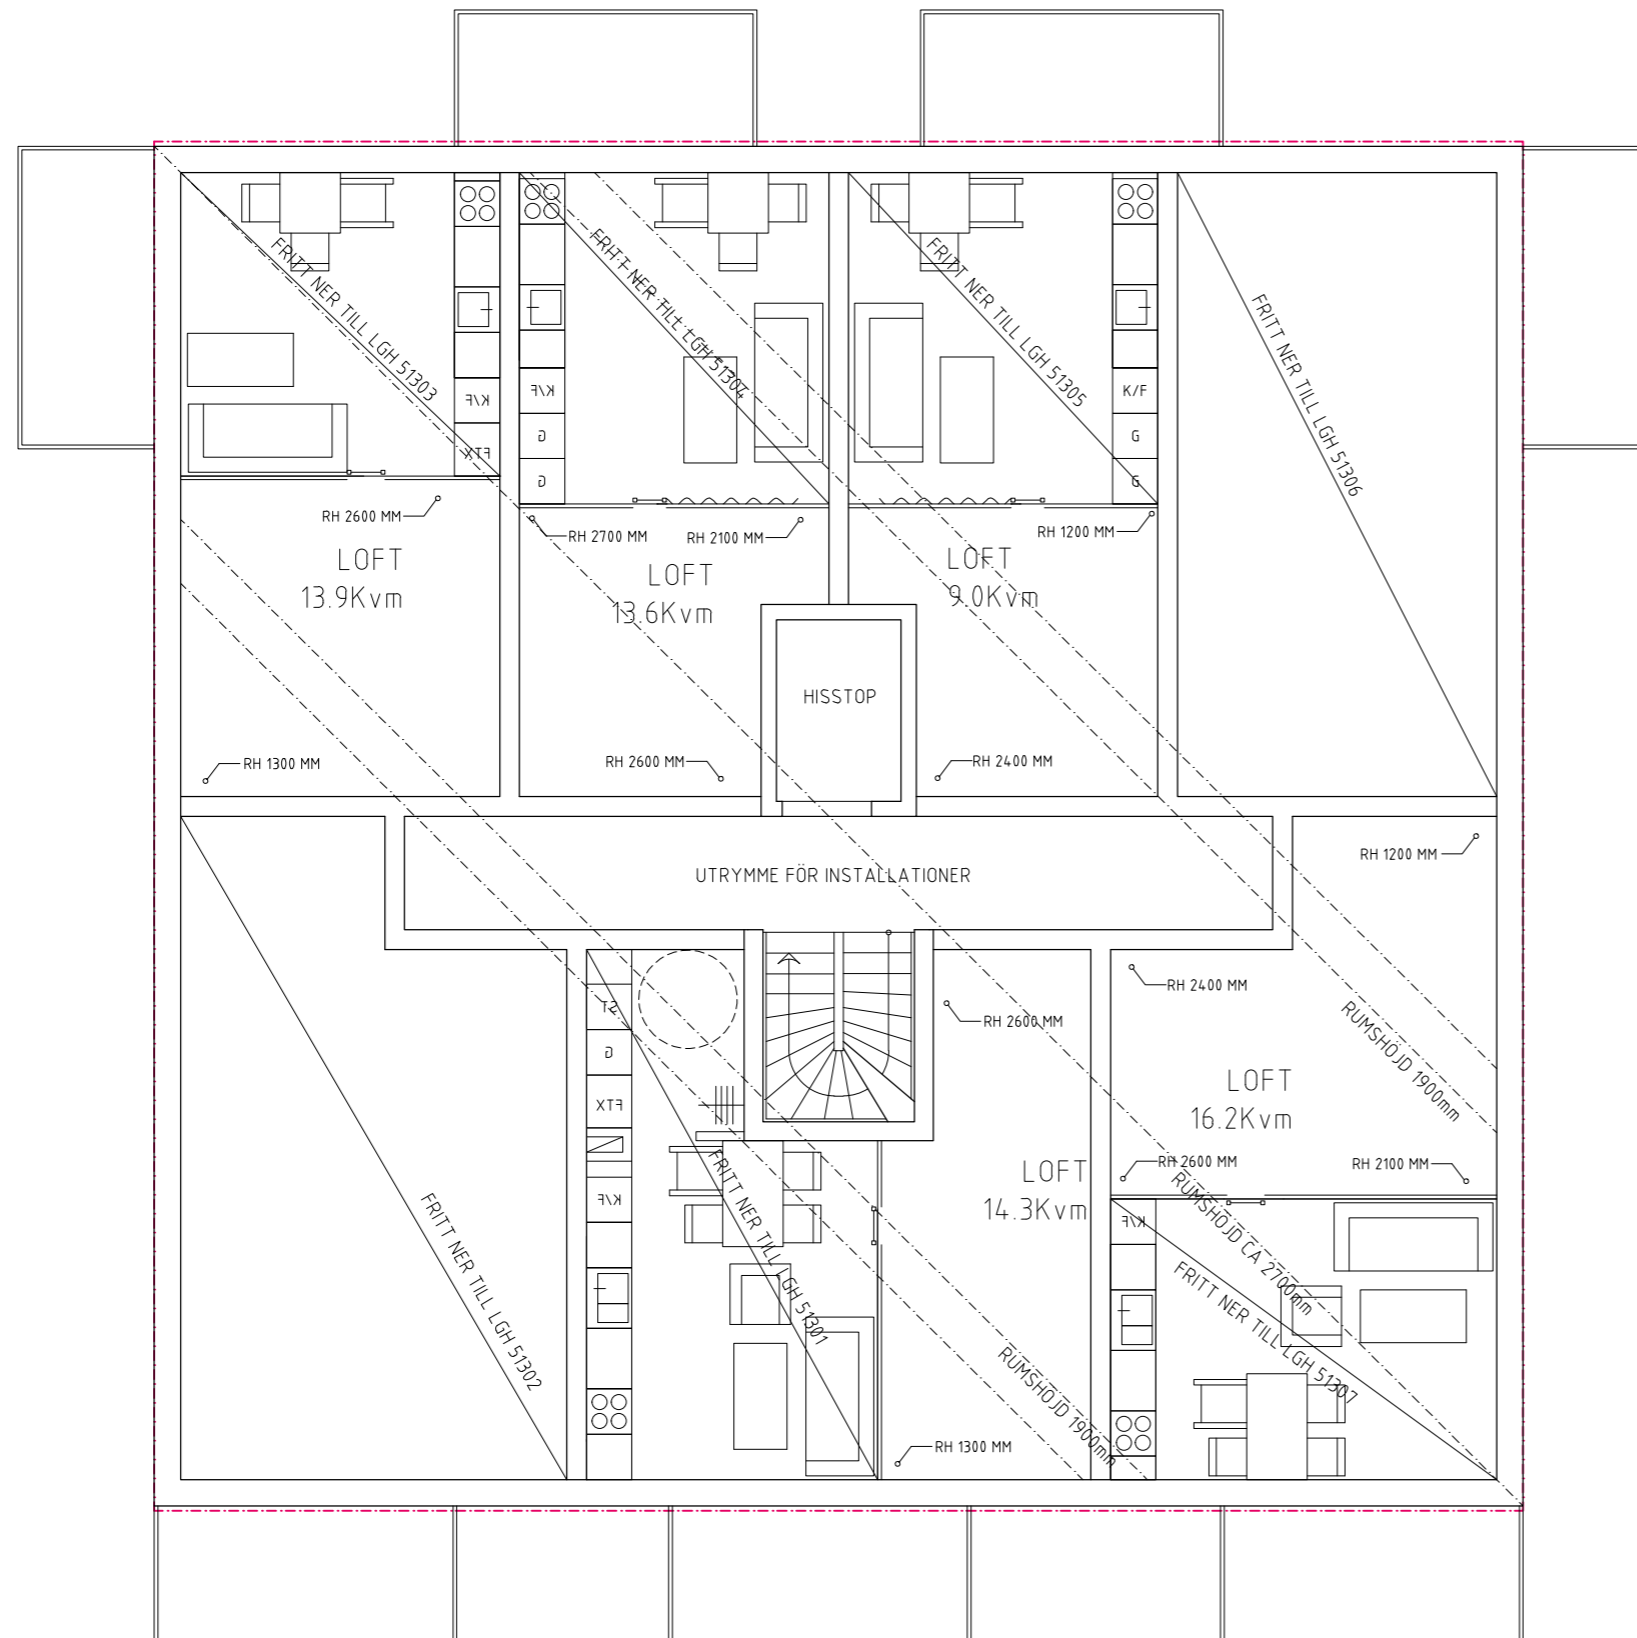 FRITT NER TILL LGH 51303
FRITT NER TILL LGH 51304
FRITT NER TILL LGH 51305
FRITT NER TILL LGH 51306
K/F
FTX
K/F
G
G
K/F
G
G
RH 2600 MM
RH 2700 MM
RH 2100 MM
RH 1200 MM
LOFT
13.9Kvm
LOFT
13.6Kvm
LOFT
9.0Kvm
HISSTOP
RH 1300 MM
RH 2600 MM
RH 2400 MM
UTRYMME FÖR INSTALLATIONER
RH 1200 MM
RH 2400 MM
RH 2600 MM
ST
G
FTX
K/F
RUMSHÖJD 1900mm
LOFT
16.2Kvm
LOFT
14.3Kvm
RH 2600 MM
RH 2100 MM
K/F
FRITT NER TILL LGH 51302
FRITT NER TILL LGH 51301
RUMSHÖJD CA 2700mm
FRITT NER TILL LGH 51307
RUMSHÖJD 1900mm
RH 1300 MM